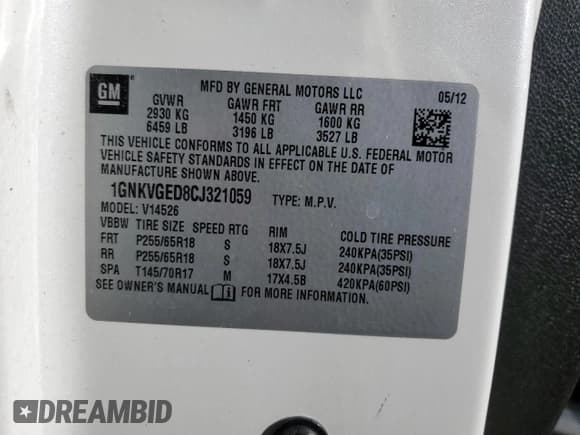 GM
MFD BY GENERAL MOTORS LLC
05/12
GVWR GAWR FRT GAWR RR
2930 KG 1450 KG 1600 KG
6459 LB 3196 LB 3527 LB
THIS VEHICLE CONFORMS TO ALL APPLICABLE U.S. FEDERAL MOTOR
VEHICLE SAFETY STANDARDS IN EFFECT ON THE DATE OF
MANUFACTURE SHOWN ABOVE.
1GNKVGED8CJ321059 TYPE: M.P.V.
MODEL: V14526
VBBW TIRE SIZE SPEED RTG RIM COLD TIRE PRESSURE
FRT P255/65R18 S 18X7.5J 240KPA(35PSI)
RR P255/65R18 S 18X7.5J 240KPA(35PSI)
SPA T145/70R17 M 17X4.5B 420KPA(60PSI)
SEE OWNER'S MANUAL FOR MORE INFORMATION.
DREAMBID